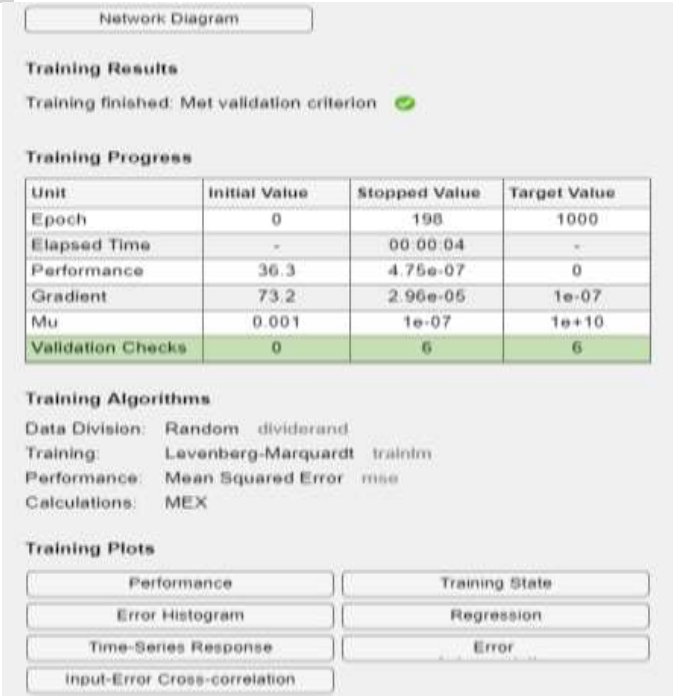 Network Diagram
Training Results
Training finished: Met validation criterion
Training Progress
Unit Initial Value Stopped Value Target Value
Epoch 0 198 1000
Elapsed Time - 00:00:04 -
Performance 36.3 4.75e-07 0
Gradient 73.2 2.96e-05 1e-07
Mu 0.001 1e-07 1e+10
Validation Checks 0 6 6
Training Algorithms
Data Division: Random dividerand
Training: Levenberg-Marquardt trainlm
Performance: Mean Squared Error mse
Calculations: MEX
Training Plots
Performance Training State
Error Histogram Regression
Time-Series Response Error
Input-Error Cross-correlation